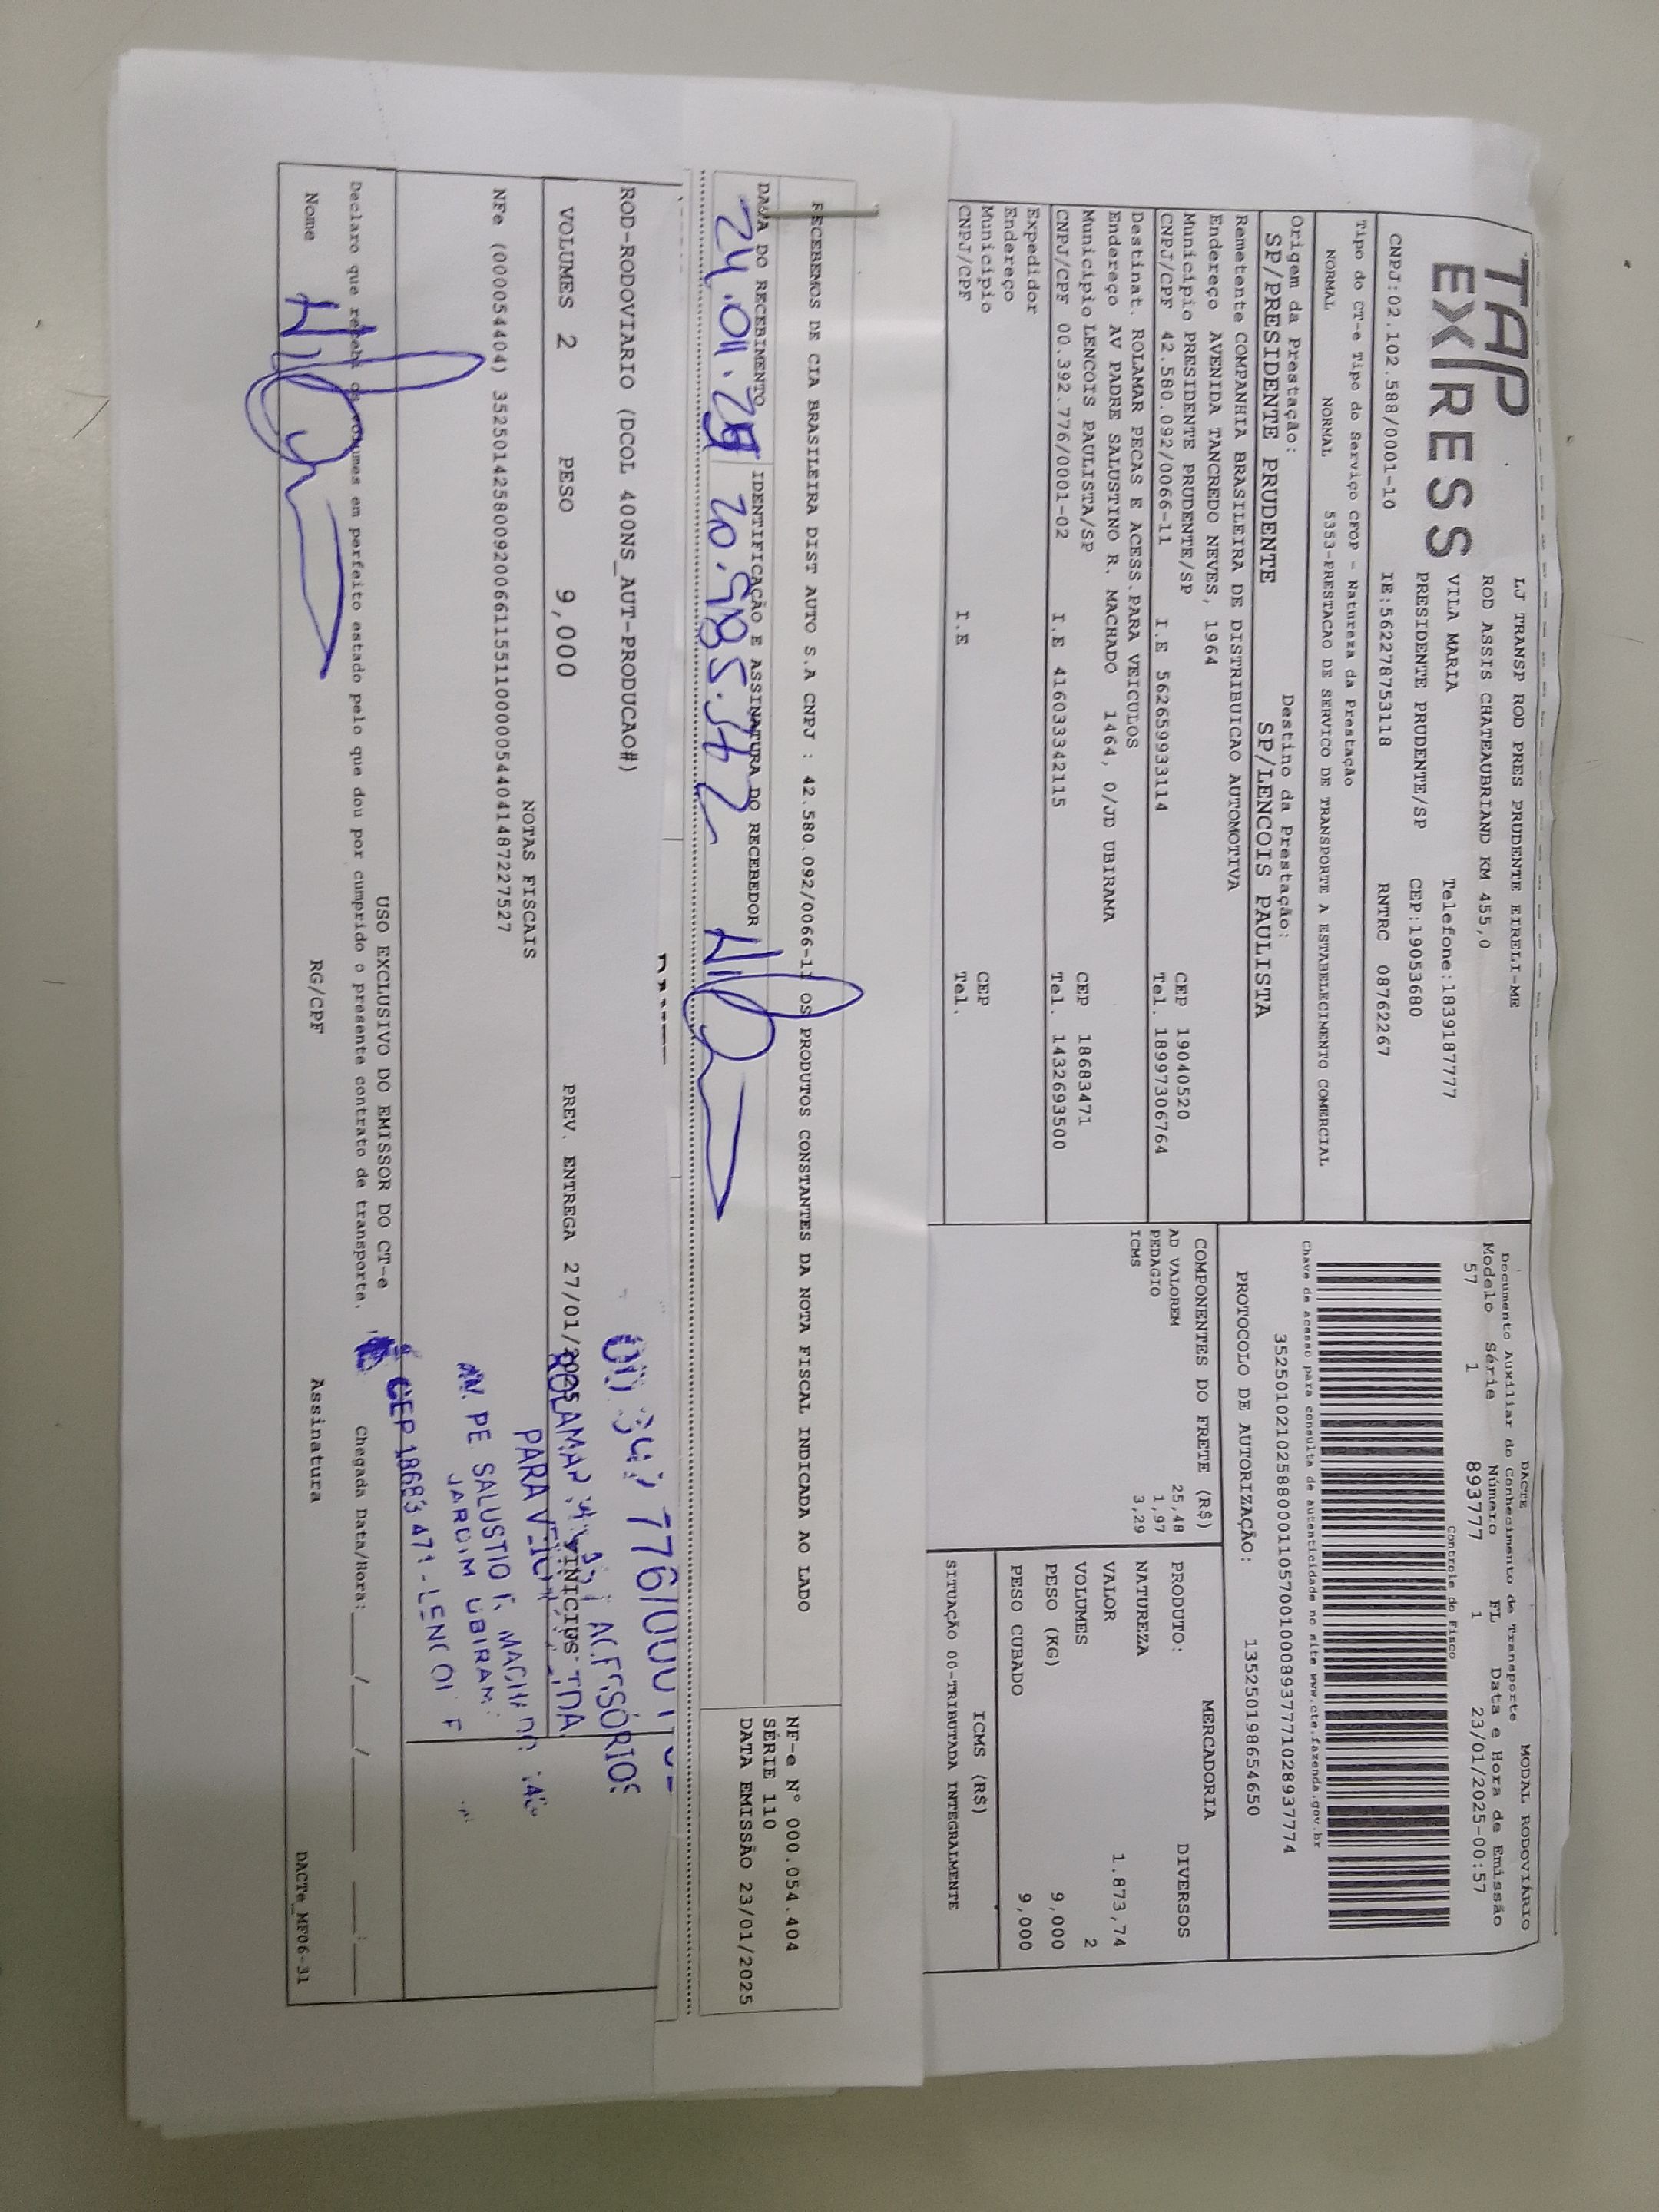 TAP
EXPRESS
LJ TRANSP ROD PRES PRUDENTE EIRELI-ME
ROD ASSIS CHATEAUBRIAND KM 455,0
VILA MARIA Telefone:1839187777
PRESIDENTE PRUDENTE/SP CEP:19053680
CNPJ:02.102.588/0001-10 IE:562278753118 RNTRC 08762267
Tipo do CT-e Tipo do Serviço CFOP - Natureza da Prestação
NORMAL NORMAL 5353-PRESTACAO DE SERVICO DE TRANSPORTE A ESTABELECIMENTO COMERCIAL
Origem da Prestação: Destino da Prestação:
SP/PRESIDENTE PRUDENTE SP/LENCOIS PAULISTA
Remetente COMPANHIA BRASILEIRA DE DISTRIBUICAO AUTOMOTIVA
Endereço AVENIDA TANCREDO NEVES, 1964
Município PRESIDENTE PRUDENTE/SP CEP 19040520
CNPJ/CPF 42.580.092/0066-11 I.E 562659933114 Tel. 18997306764
Destinat. ROLAMAR PECAS E ACESS.PARA VEICULOS
Endereço AV PADRE SALUSTINO R. MACHADO 1464, 0/JD UBIRAMA
Município LENCOIS PAULISTA/SP CEP 18683471
CNPJ/CPF 00.392.776/0001-02 I.E 416033342115 Tel. 1432693500
Expedidor
Endereço
Município CEP
CNPJ/CPF I.E Tel.
DACTE MODAL RODOVIÁRIO
Documento Auxiliar do Conhecimento de Transporte
Modelo Série Número FL Data e Hora de Emissão
57 1 893777 1 23/01/2025-00:57
Controle do Fisco
Chave de acesso para consulta de autenticidade no site www.cte.fazenda.gov.br
35250102102588000110570010008937771028937774
PROTOCOLO DE AUTORIZAÇÃO: 135250198654650
COMPONENTES DO FRETE (R$)
AD VALOREM 25,48
PEDAGIO 1,97
ICMS 3,29
MERCADORIA
PRODUTO: DIVERSOS
NATUREZA
VALOR 1.873,74
VOLUMES 2
PESO (KG) 9,000
PESO CUBADO 9,000
ICMS (R$)
SITUAÇÃO 00-TRIBUTADA INTEGRALMENTE
RECEBEMOS DE CIA BRASILEIRA DIST AUTO S.A CNPJ : 42.580.092/0066-11 OS PRODUTOS CONSTANTES DA NOTA FISCAL INDICADA AO LADO
DATA DO RECEBIMENTO IDENTIFICAÇÃO E ASSINATURA DO RECEBEDOR
NF-e N° 000.054.404
SÉRIE 110
DATA EMISSÃO 23/01/2025
ROD-RODOVIARIO (DCOL 400NS_AUT-PRODUCAO#)
VOLUMES 2 PESO 9,000 PREV. ENTREGA 27/01/2025
776/000
ACESSÓRIOS
PARA
PE SALUSTIO R.
JARDIM UBIRAM
CEP 18683 471 -
NOTAS FISCAIS
NFe (000054404) 35250142580092006611551100000544041487227527
USO EXCLUSIVO DO EMISSOR DO CT-e
Declaro que recebi os volumes em perfeito estado pelo que dou por cumprido o presente contrato de transporte. Chegada Data/Hora:____/____/____ ____:____
Nome RG/CPF Assinatura
DACTe_MF06-31